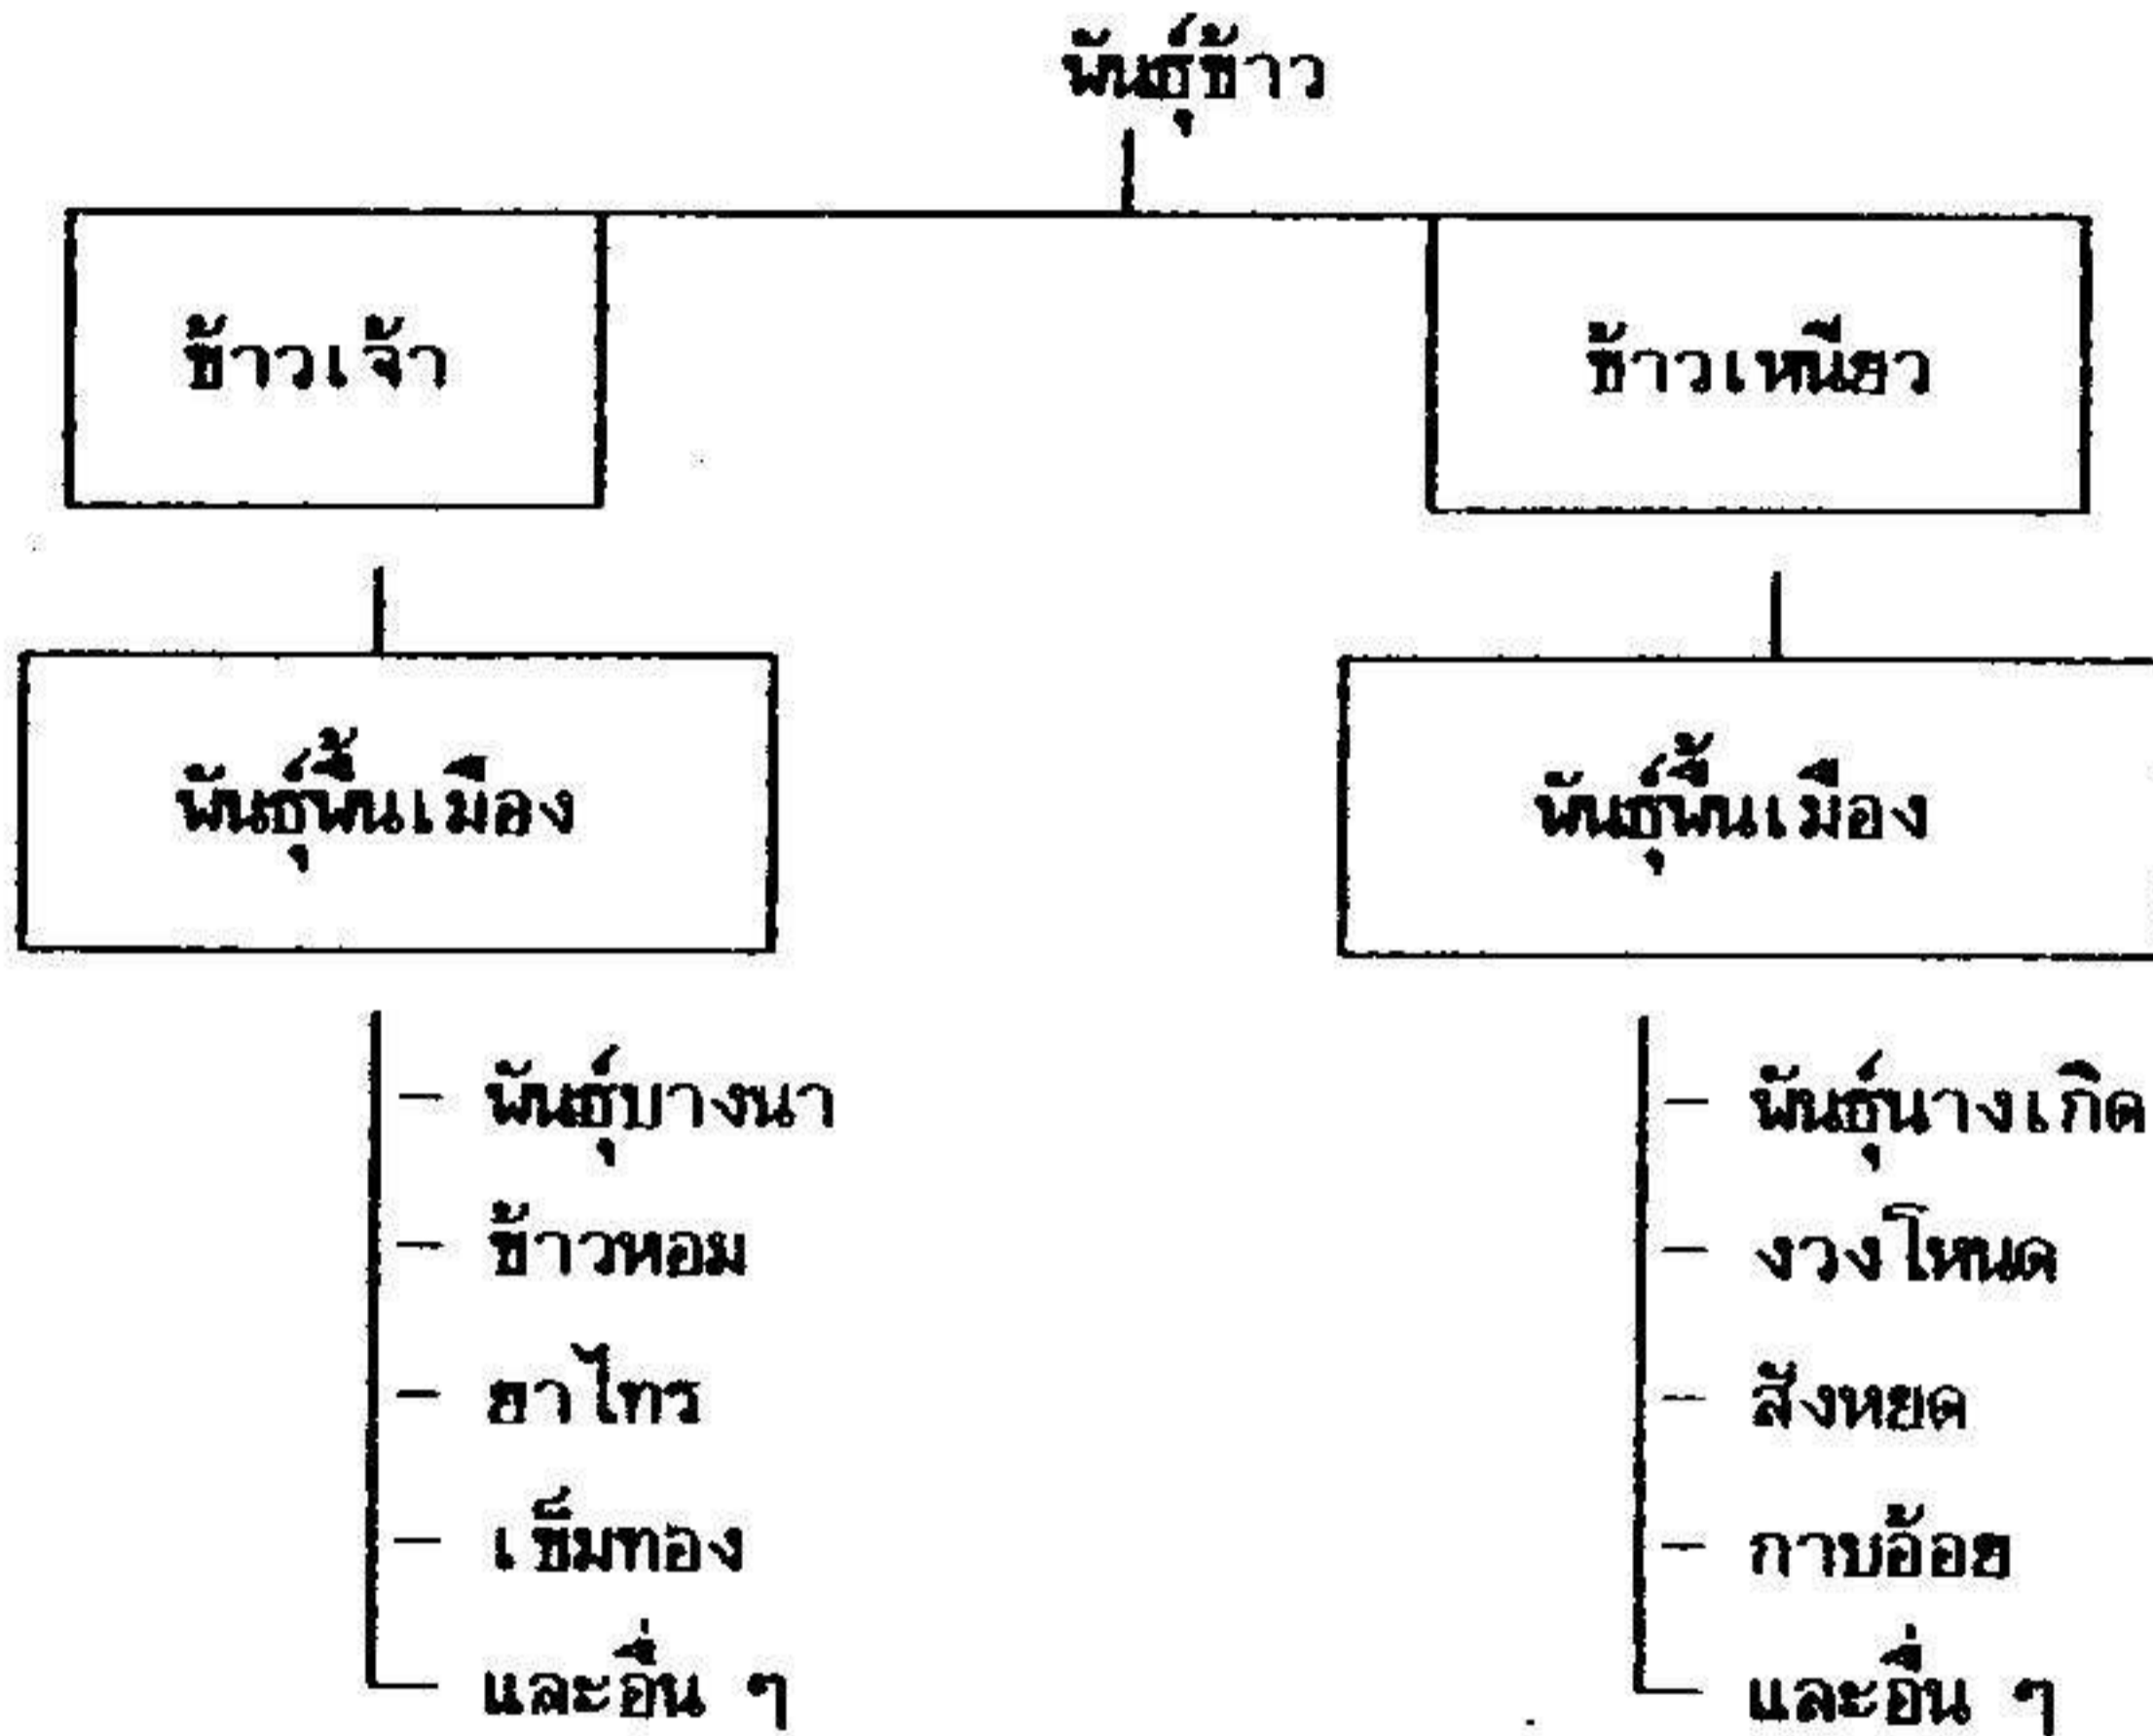 พันธุ์ข้าว
ข้าวเจ้า
ข้าวเหนียว
พันธุ์พื้นเมือง
พันธุ์พื้นเมือง
- พันธุ์บางนา
- ข้าวหอม
- ยาไทร
- เข็มทอง
- และอื่น ๆ
- พันธุ์นางเกิด
- งวงโหนด
- สังหยด
- กาบอ้อย
- และอื่น ๆ